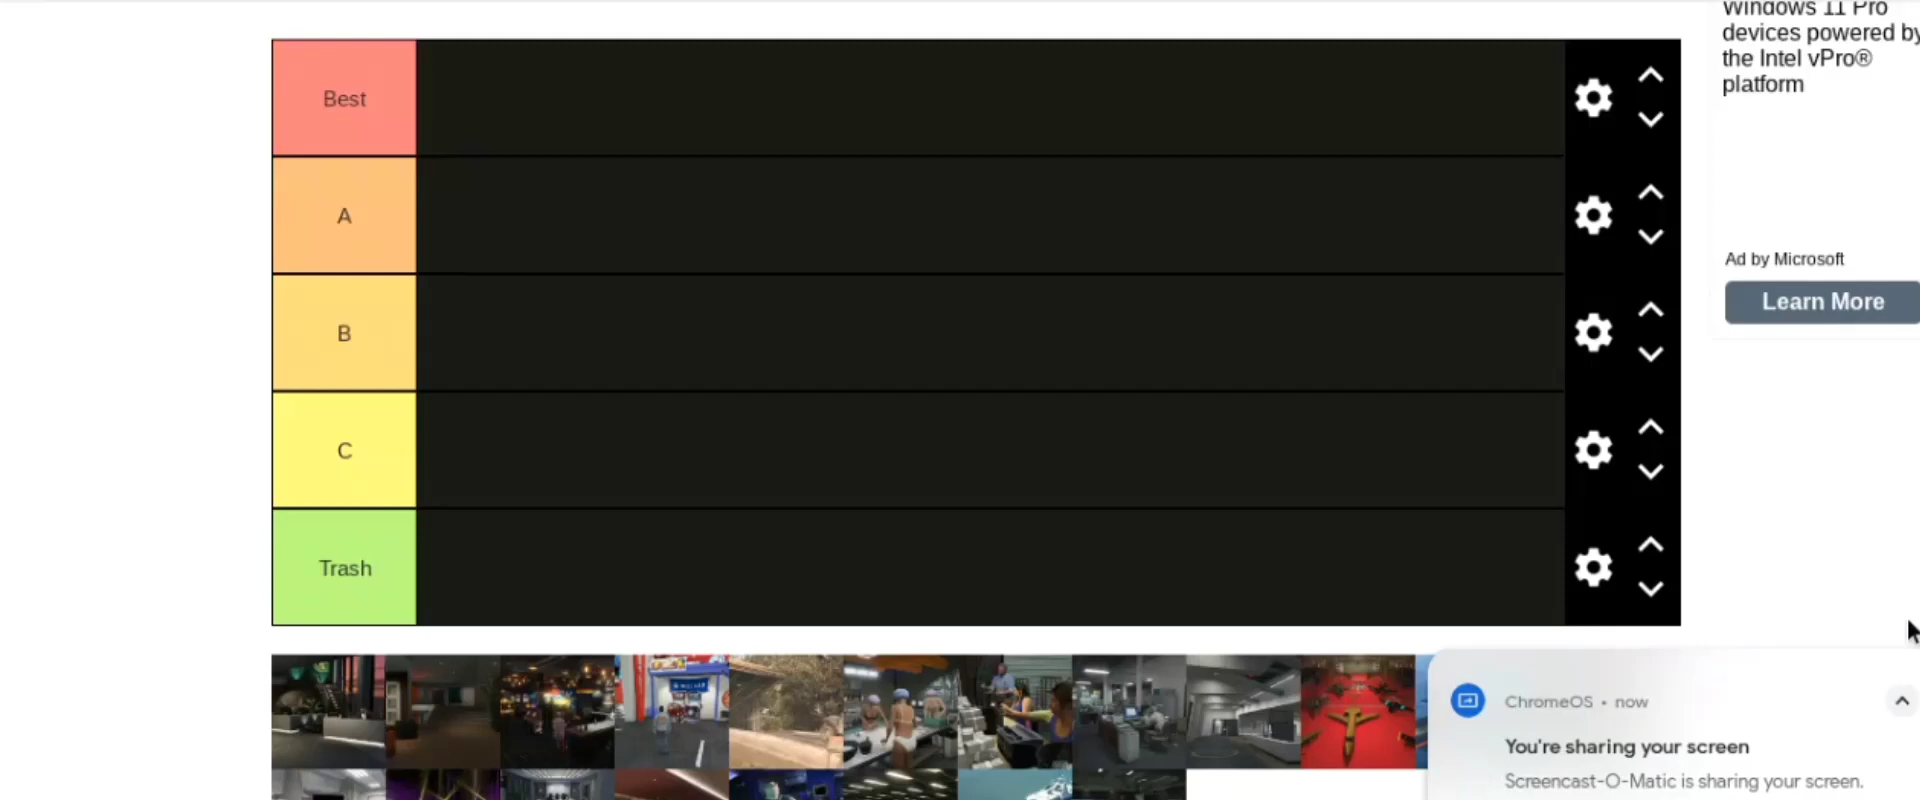 Windows 11 Pro
devices powered by
the Intel vPro®
platform
Best
A
B
C
Trash
Ad by Microsoft
Learn More
ChromeOS • now
You're sharing your screen
Screencast-O-Matic is sharing your screen.